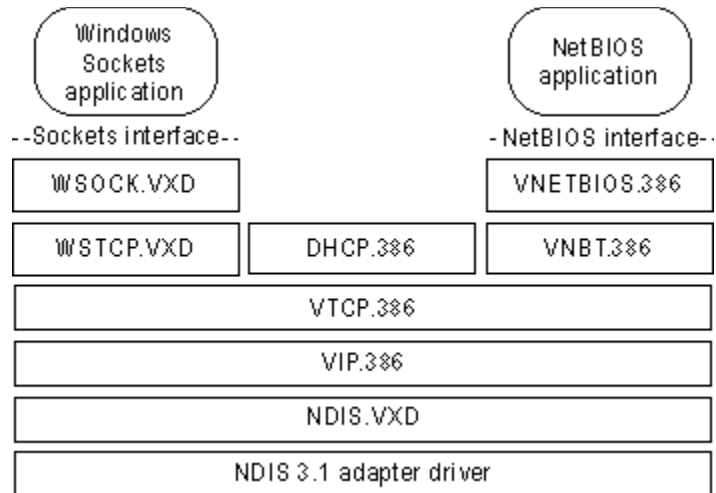 Windows
Sockets
application
NetBIOS
application
--Sockets interface--
-NetBIOS interface--
WSOCK.VXD
VNETBIOS.386
WSTCP.VXD
DHCP.386
VNBT.386
VTCP.386
VIP.386
NDIS.VXD
NDIS 3.1 adapter driver